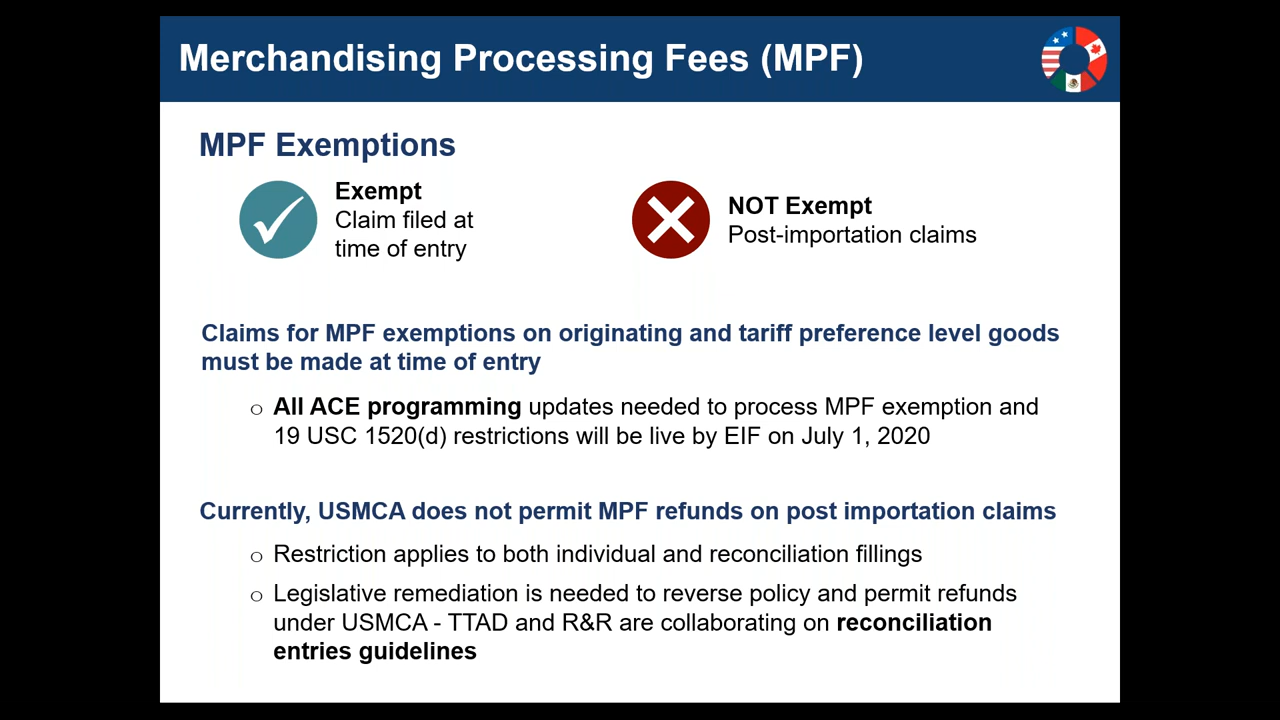 Merchandising Processing Fees (MPF)
MPF Exemptions
Exempt
Claim filed at
time of entry
NOT Exempt
Post-importation claims
Claims for MPF exemptions on originating and tariff preference level goods
must be made at time of entry
o All ACE programming updates needed to process MPF exemption and
19 USC 1520(d) restrictions will be live by EIF on July 1, 2020
Currently, USMCA does not permit MPF refunds on post importation claims
o Restriction applies to both individual and reconciliation fillings
o Legislative remediation is needed to reverse policy and permit refunds
under USMCA - TTAD and R&R are collaborating on reconciliation
entries guidelines